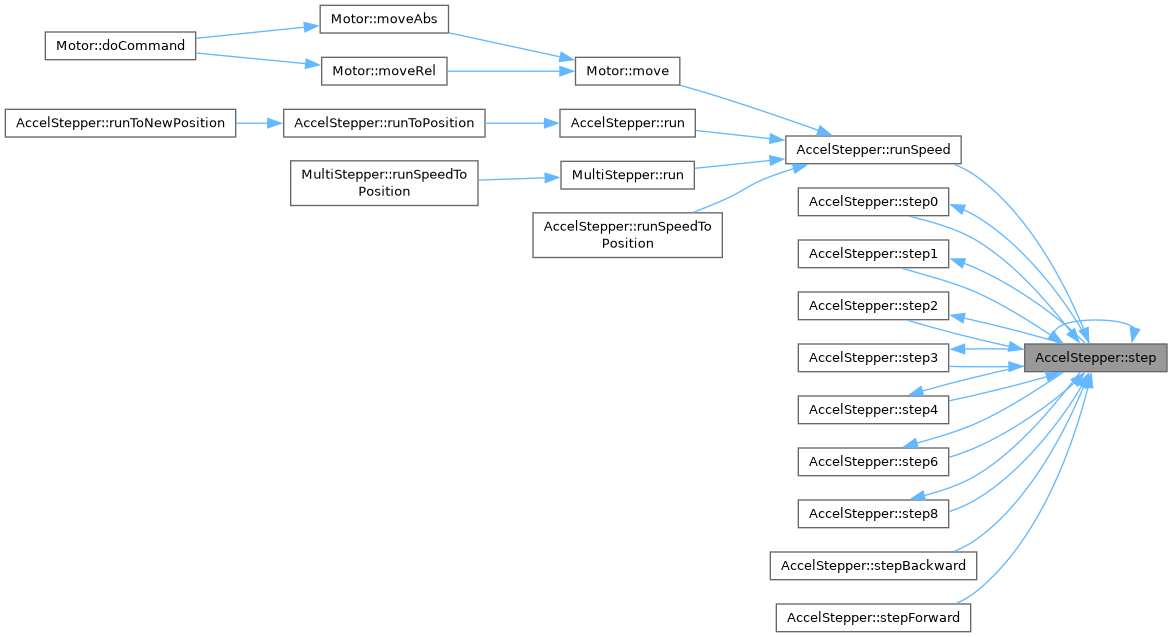 Motor::moveAbs
Motor::doCommand
Motor::moveRel
Motor::move
AccelStepper::runToNewPosition
AccelStepper::runToPosition
AccelStepper::run
AccelStepper::runSpeed
MultiStepper::runSpeedTo
Position
MultiStepper::run
AccelStepper::runSpeedTo
Position
AccelStepper::step0
AccelStepper::step1
AccelStepper::step2
AccelStepper::step3
AccelStepper::step
AccelStepper::step4
AccelStepper::step6
AccelStepper::step8
AccelStepper::stepBackward
AccelStepper::stepForward